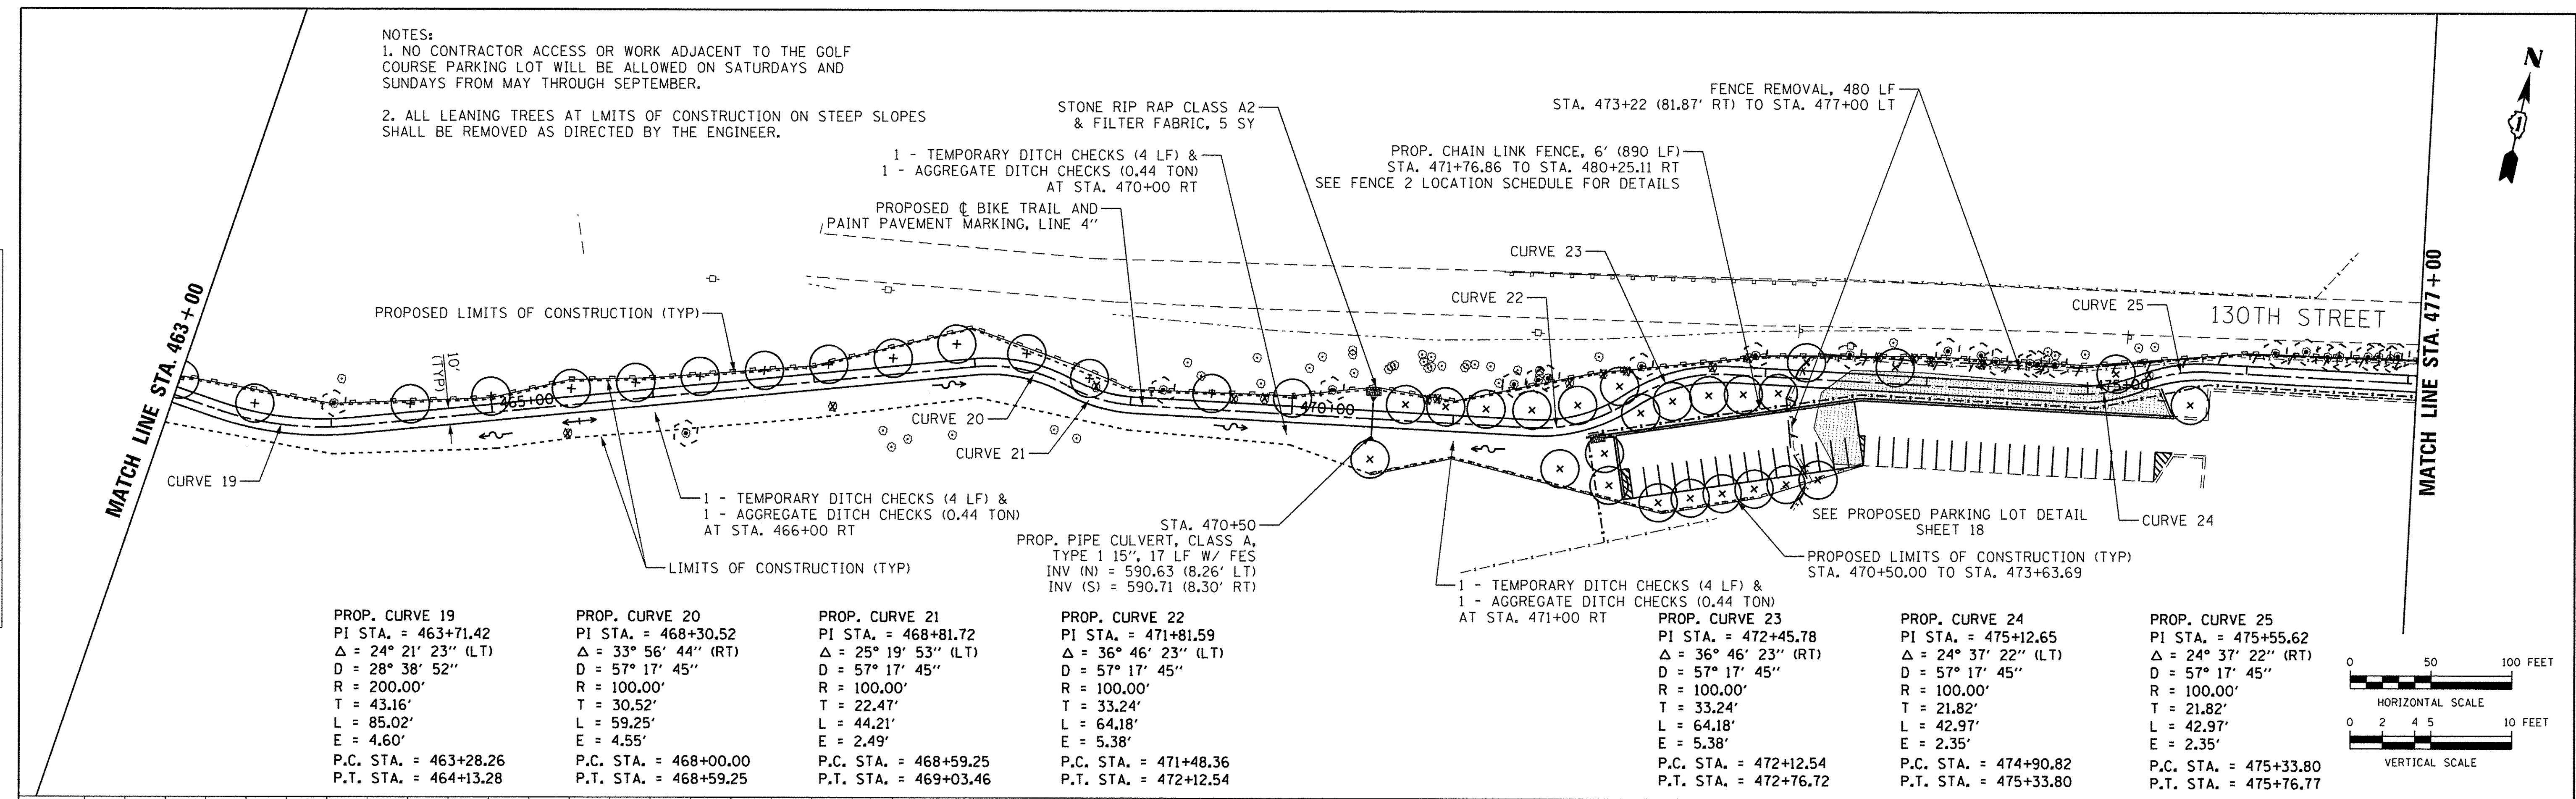 NOTES:
1. NO CONTRACTOR ACCESS OR WORK ADJACENT TO THE GOLF
COURSE PARKING LOT WILL BE ALLOWED ON SATURDAYS AND
SUNDAYS FROM MAY THROUGH SEPTEMBER.
2. ALL LEANING TREES AT LMITS OF CONSTRUCTION ON STEEP SLOPES
SHALL BE REMOVED AS DIRECTED BY THE ENGINEER.
STONE RIP RAP CLASS A2
& FILTER FABRIC, 5 SY
1 - TEMPORARY DITCH CHECKS (4 LF) &
1 - AGGREGATE DITCH CHECKS (0.44 TON)
AT STA. 470+00 RT
PROPOSED ℄ BIKE TRAIL AND
PAINT PAVEMENT MARKING, LINE 4"
FENCE REMOVAL, 480 LF
STA. 473+22 (81.87' RT) TO STA. 477+00 LT
PROP. CHAIN LINK FENCE, 6' (890 LF)
STA. 471+76.86 TO STA. 480+25.11 RT
SEE FENCE 2 LOCATION SCHEDULE FOR DETAILS
N
1
CURVE 23
CURVE 22
CURVE 25
130TH STREET
MATCH LINE STA. 463+00
MATCH LINE STA. 477+00
PROPOSED LIMITS OF CONSTRUCTION (TYP)
10'
(TYP)
465+00
470+00
475+00
CURVE 20
CURVE 21
CURVE 19
1 - TEMPORARY DITCH CHECKS (4 LF) &
1 - AGGREGATE DITCH CHECKS (0.44 TON)
AT STA. 466+00 RT
LIMITS OF CONSTRUCTION (TYP)
STA. 470+50
PROP. PIPE CULVERT, CLASS A,
TYPE 1 15", 17 LF W/ FES
INV (N) = 590.63 (8.26' LT)
INV (S) = 590.71 (8.30' RT)
SEE PROPOSED PARKING LOT DETAIL
SHEET 18
CURVE 24
PROPOSED LIMITS OF CONSTRUCTION (TYP)
STA. 470+50.00 TO STA. 473+63.69
1 - TEMPORARY DITCH CHECKS (4 LF) &
1 - AGGREGATE DITCH CHECKS (0.44 TON)
AT STA. 471+00 RT
PROP. CURVE 19
PI STA. = 463+71.42
Δ = 24° 21' 23" (LT)
D = 28° 38' 52"
R = 200.00'
T = 43.16'
L = 85.02'
E = 4.60'
P.C. STA. = 463+28.26
P.T. STA. = 464+13.28
PROP. CURVE 20
PI STA. = 468+30.52
Δ = 33° 56' 44" (RT)
D = 57° 17' 45"
R = 100.00'
T = 30.52'
L = 59.25'
E = 4.55'
P.C. STA. = 468+00.00
P.T. STA. = 468+59.25
PROP. CURVE 21
PI STA. = 468+81.72
Δ = 25° 19' 53" (LT)
D = 57° 17' 45"
R = 100.00'
T = 22.47'
L = 44.21'
E = 2.49'
P.C. STA. = 468+59.25
P.T. STA. = 469+03.46
PROP. CURVE 22
PI STA. = 471+81.59
Δ = 36° 46' 23" (LT)
D = 57° 17' 45"
R = 100.00'
T = 33.24'
L = 64.18'
E = 5.38'
P.C. STA. = 471+48.36
P.T. STA. = 472+12.54
PROP. CURVE 23
PI STA. = 472+45.78
Δ = 36° 46' 23" (RT)
D = 57° 17' 45"
R = 100.00'
T = 33.24'
L = 64.18'
E = 5.38'
P.C. STA. = 472+12.54
P.T. STA. = 472+76.72
PROP. CURVE 24
PI STA. = 475+12.65
Δ = 24° 37' 22" (LT)
D = 57° 17' 45"
R = 100.00'
T = 21.82'
L = 42.97'
E = 2.35'
P.C. STA. = 474+90.82
P.T. STA. = 475+33.80
PROP. CURVE 25
PI STA. = 475+55.62
Δ = 24° 37' 22" (RT)
D = 57° 17' 45"
R = 100.00'
T = 21.82'
L = 42.97'
E = 2.35'
P.C. STA. = 475+33.80
P.T. STA. = 475+76.77
0 50 100 FEET
HORIZONTAL SCALE
0 2 4 5 10 FEET
VERTICAL SCALE